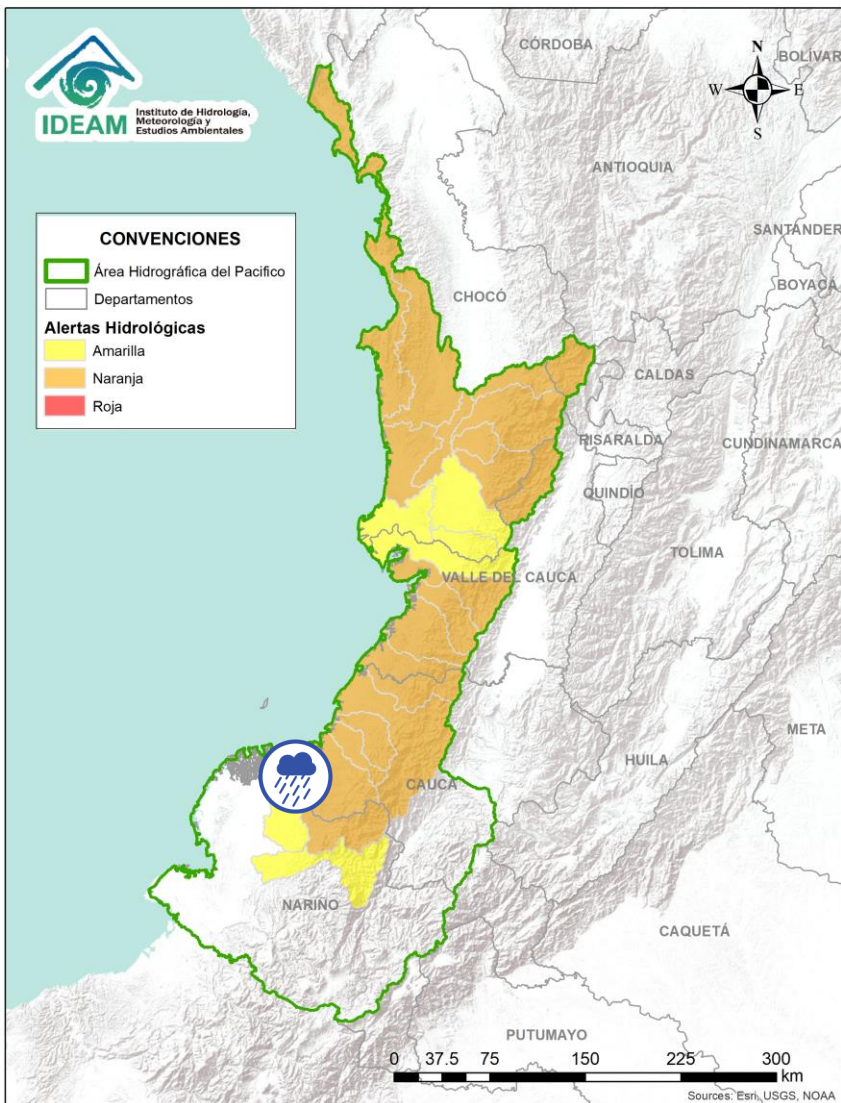 IDEAM
Instituto de Hidrología,
Meteorología y
Estudios Ambientales
CÓRDOBA
BOLÍVAR
N
W
E
S
ANTIOQUIA
SANTANDER
BOYACÁ
CONVENCIONES
Área Hidrográfica del Pacifico
Departamentos
Alertas Hidrológicas
Amarilla
Naranja
Roja
CHOCÓ
CALDAS
RISARALDA
CUNDINAMARCA
QUINDÍO
TOLIMA
VALLE DEL CAUCA
META
HUILA
CAUCA
NARIÑO
CAQUETÁ
PUTUMAYO
0 37.5 75 150 225 300
km
Sources: Esri, USGS, NOAA